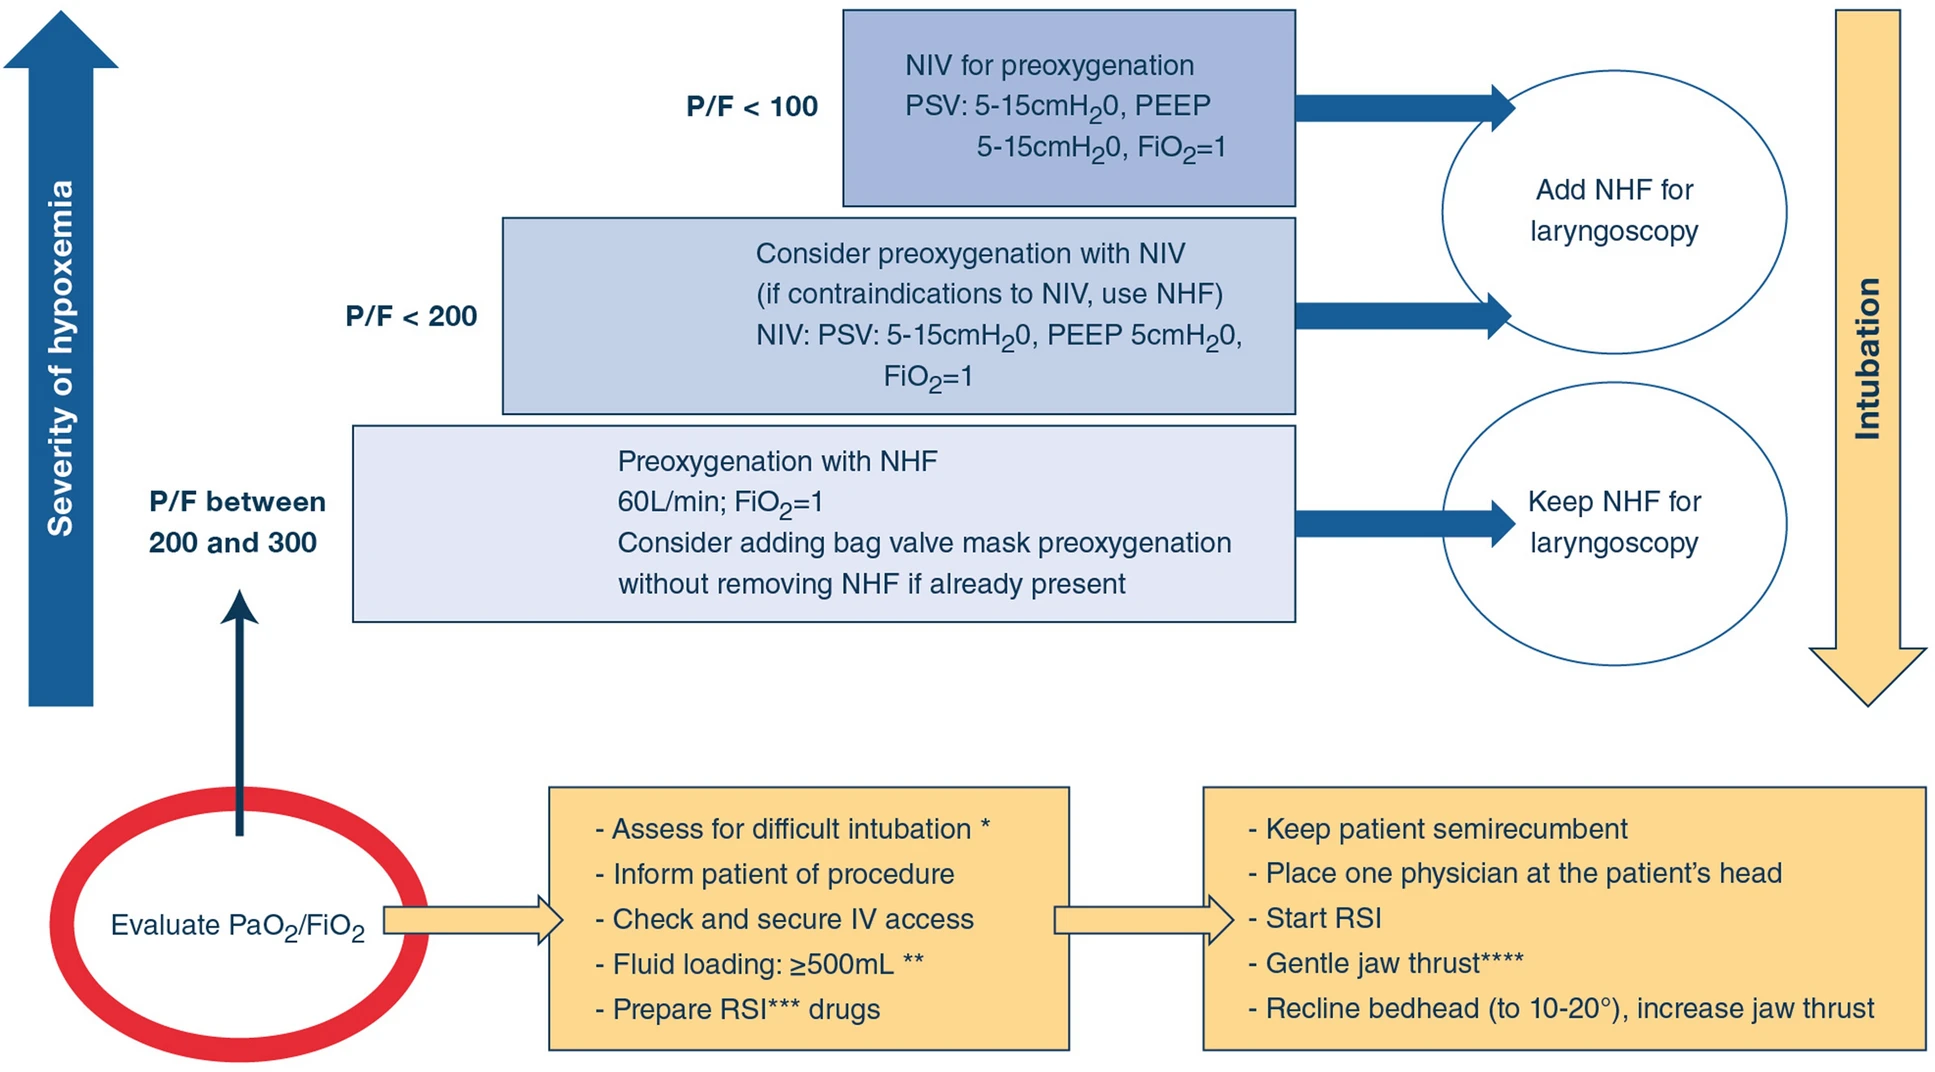 Severity of hypoxemia
P/F < 100
NIV for preoxygenation
PSV: 5-15cmH₂0, PEEP
5-15cmH₂0, FiO₂=1
P/F < 200
Consider preoxygenation with NIV
(if contraindications to NIV, use NHF)
NIV: PSV: 5-15cmH₂0, PEEP 5cmH₂0,
FiO₂=1
Add NHF for
laryngoscopy
P/F between
200 and 300
Preoxygenation with NHF
60L/min; FiO₂=1
Consider adding bag valve mask preoxygenation
without removing NHF if already present
Keep NHF for
laryngoscopy
Intubation
Evaluate PaO₂/FiO₂
- Assess for difficult intubation *
- Inform patient of procedure
- Check and secure IV access
- Fluid loading: ≥500mL **
- Prepare RSI*** drugs
- Keep patient semirecumbent
- Place one physician at the patient's head
- Start RSI
- Gentle jaw thrust****
- Recline bedhead (to 10-20°), increase jaw thrust